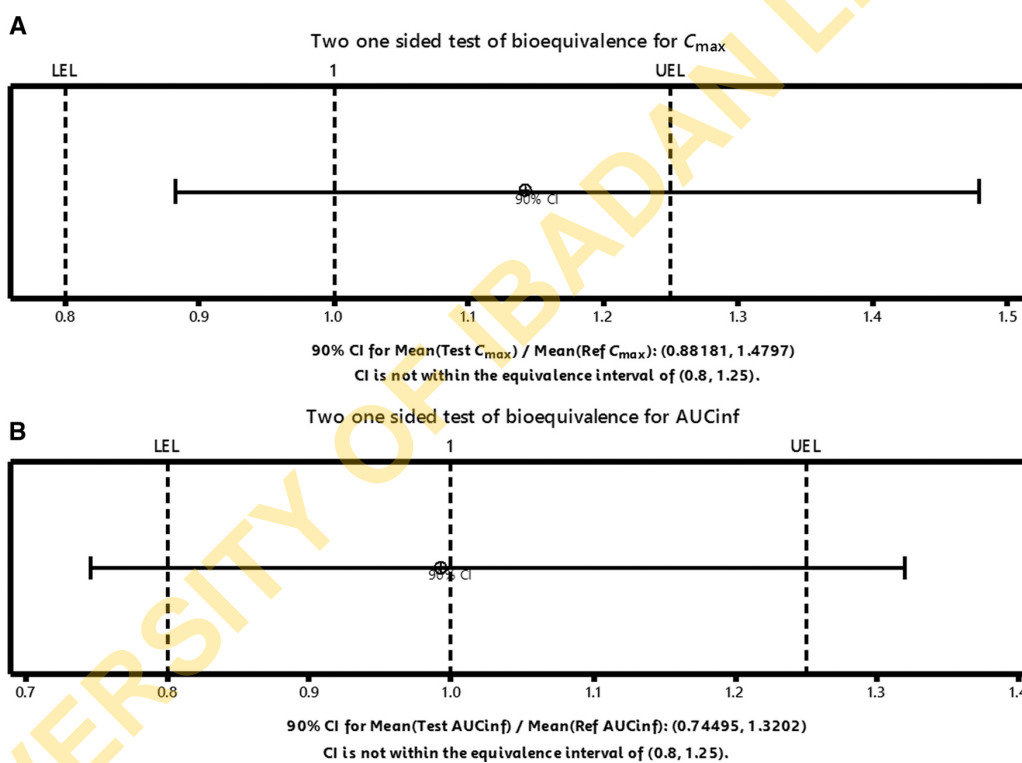 A
Two one sided test of bioequivalence for Cmax
LEL 1 UEL
90% CI
0.8 0.9 1.0 1.1 1.2 1.3 1.4 1.5
90% CI for Mean(Test Cmax) / Mean(Ref Cmax): (0.88181, 1.4797)
CI is not within the equivalence interval of (0.8, 1.25).
B
Two one sided test of bioequivalence for AUCinf
LEL 1 UEL
90% CI
0.7 0.8 0.9 1.0 1.1 1.2 1.3 1.4
90% CI for Mean(Test AUCinf) / Mean(Ref AUCinf): (0.74495, 1.3202)
CI is not within the equivalence interval of (0.8, 1.25).
VERSITY OF IBADAN L